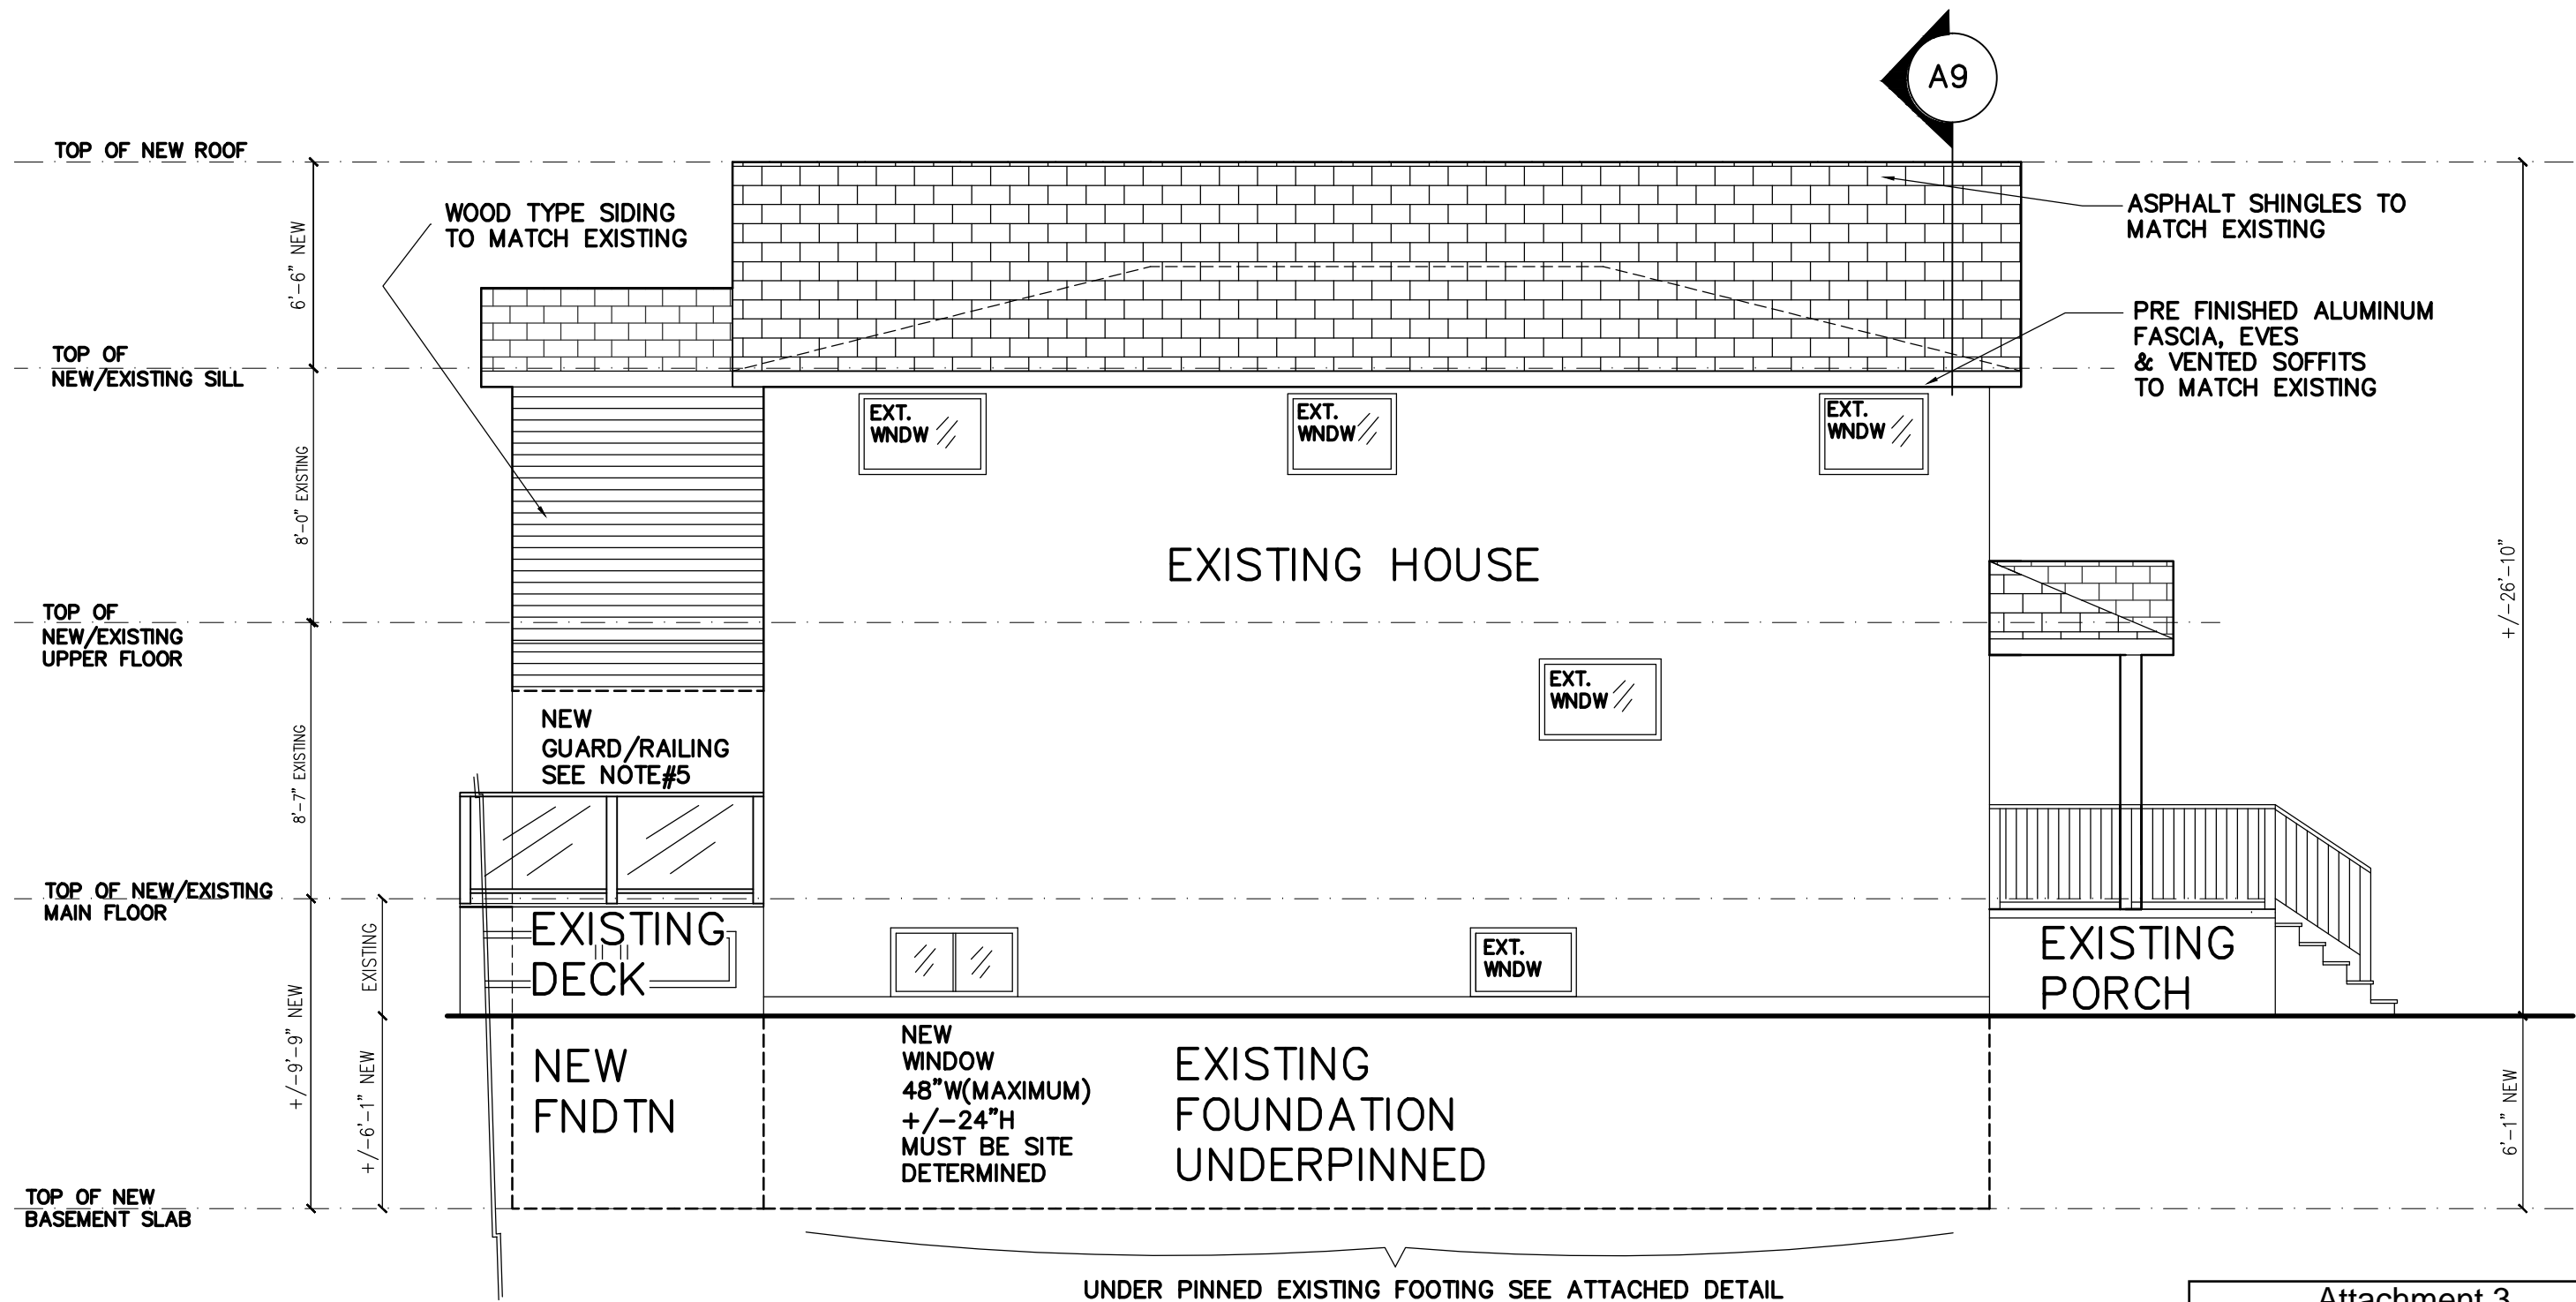 A9
TOP OF NEW ROOF
6'-6" NEW
WOOD TYPE SIDING
TO MATCH EXISTING
ASPHALT SHINGLES TO
MATCH EXISTING
PRE FINISHED ALUMINUM
FASCIA, EVES
& VENTED SOFFITS
TO MATCH EXISTING
TOP OF
NEW/EXISTING SILL
EXT.
WNDW
EXT.
WNDW
EXT.
WNDW
8'-0" EXISTING
EXISTING HOUSE
+/-26'-10"
TOP OF
NEW/EXISTING
UPPER FLOOR
EXT.
WNDW
NEW
GUARD/RAILING
SEE NOTE#5
8'-7" EXISTING
TOP OF NEW/EXISTING
MAIN FLOOR
EXISTING
EXISTING
DECK
EXT.
WNDW
EXISTING
PORCH
+/-9'-9" NEW
+/-6'-1" NEW
NEW
FNDTN
NEW
WINDOW
48"W(MAXIMUM)
+/-24"H
MUST BE SITE
DETERMINED
EXISTING
FOUNDATION
UNDERPINNED
6'-1" NEW
TOP OF NEW
BASEMENT SLAB
UNDER PINNED EXISTING FOOTING SEE ATTACHED DETAIL
Attachment 3